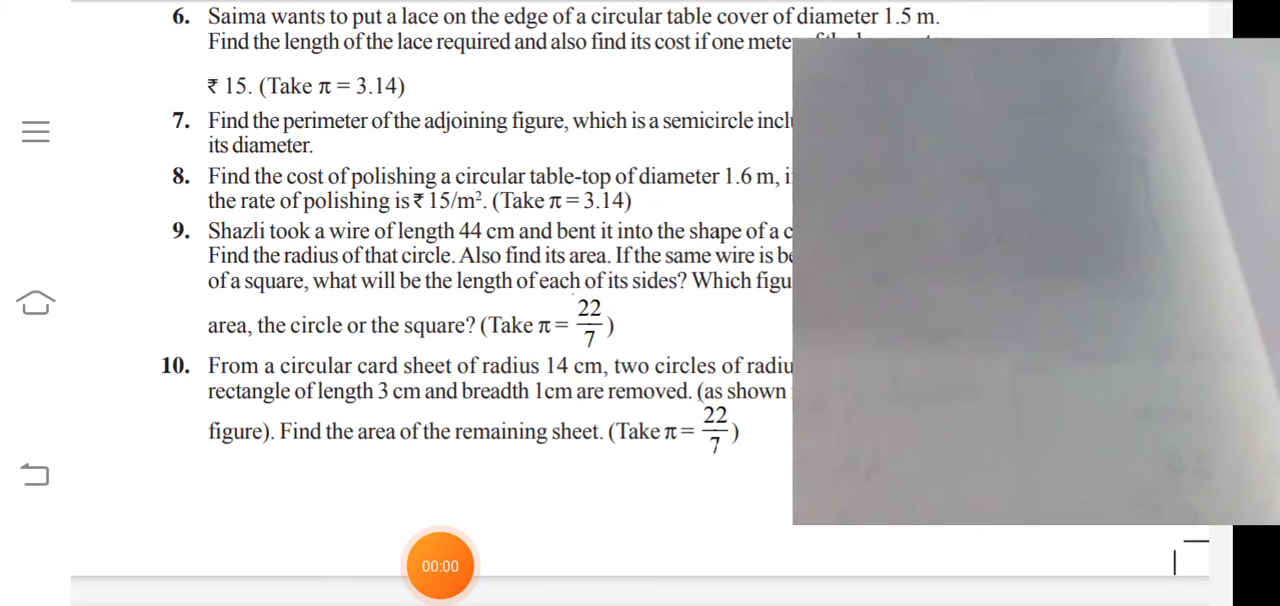 6. Saima wants to put a lace on the edge of a circular table cover of diameter 1.5 m.
Find the length of the lace required and also find its cost if one mete
₹ 15. (Take π = 3.14)
7. Find the perimeter of the adjoining figure, which is a semicircle incl
its diameter.
8. Find the cost of polishing a circular table-top of diameter 1.6 m, i
the rate of polishing is ₹ 15/m². (Take π = 3.14)
9. Shazli took a wire of length 44 cm and bent it into the shape of a c
Find the radius of that circle. Also find its area. If the same wire is be
of a square, what will be the length of each of its sides? Which figu
area, the circle or the square? (Take π = 22/7)
10. From a circular card sheet of radius 14 cm, two circles of radiu
rectangle of length 3 cm and breadth 1cm are removed. (as shown
figure). Find the area of the remaining sheet. (Take π = 22/7)
00:00